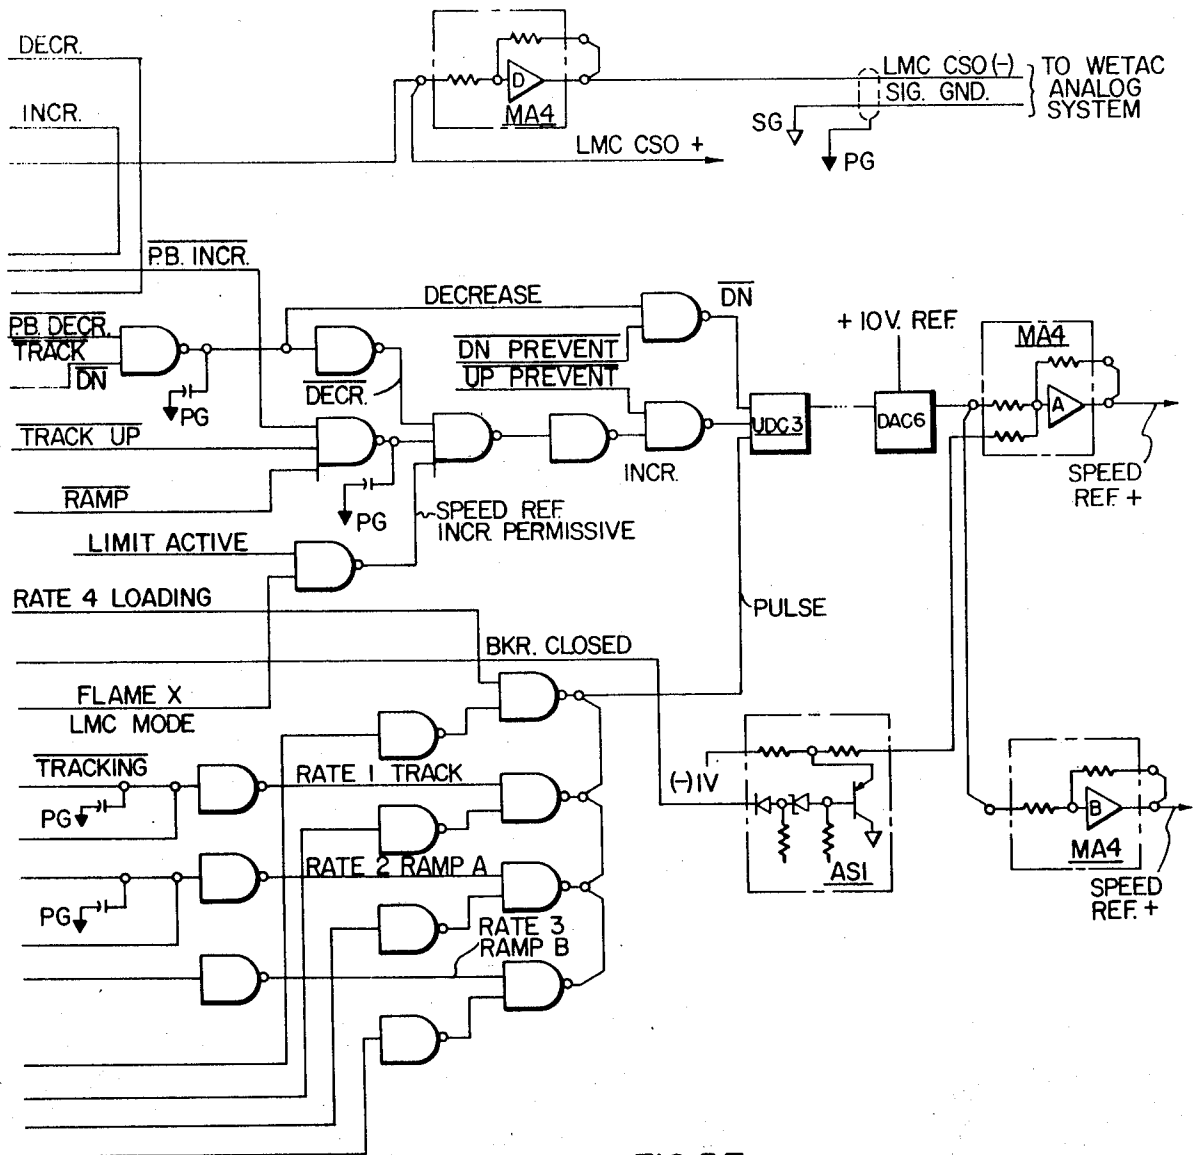 DECR.
LMC CSO (-)
TO WETAC
ANALOG
SYSTEM
D
SIG. GND.
INCR.
MA4
SG
LMC CSO +
PG
P.B. INCR.
DECREASE
DN
P.B. DECR.
+ 10V. REF.
MA4
TRACK
DN PREVENT
DN
UP PREVENT
DECR.
PG
A
UDC3
DAC6
TRACK UP
INCR.
SPEED
REF. +
RAMP
SPEED REF.
INCR. PERMISSIVE
PG
LIMIT ACTIVE
RATE 4 LOADING
PULSE
BKR. CLOSED
FLAME X
LMC MODE
TRACKING
RATE 1 TRACK
(-) 1V
PG
B
RATE 2 RAMP A
AS1
MA4
SPEED
REF. +
PG
RATE 3
RAMP B